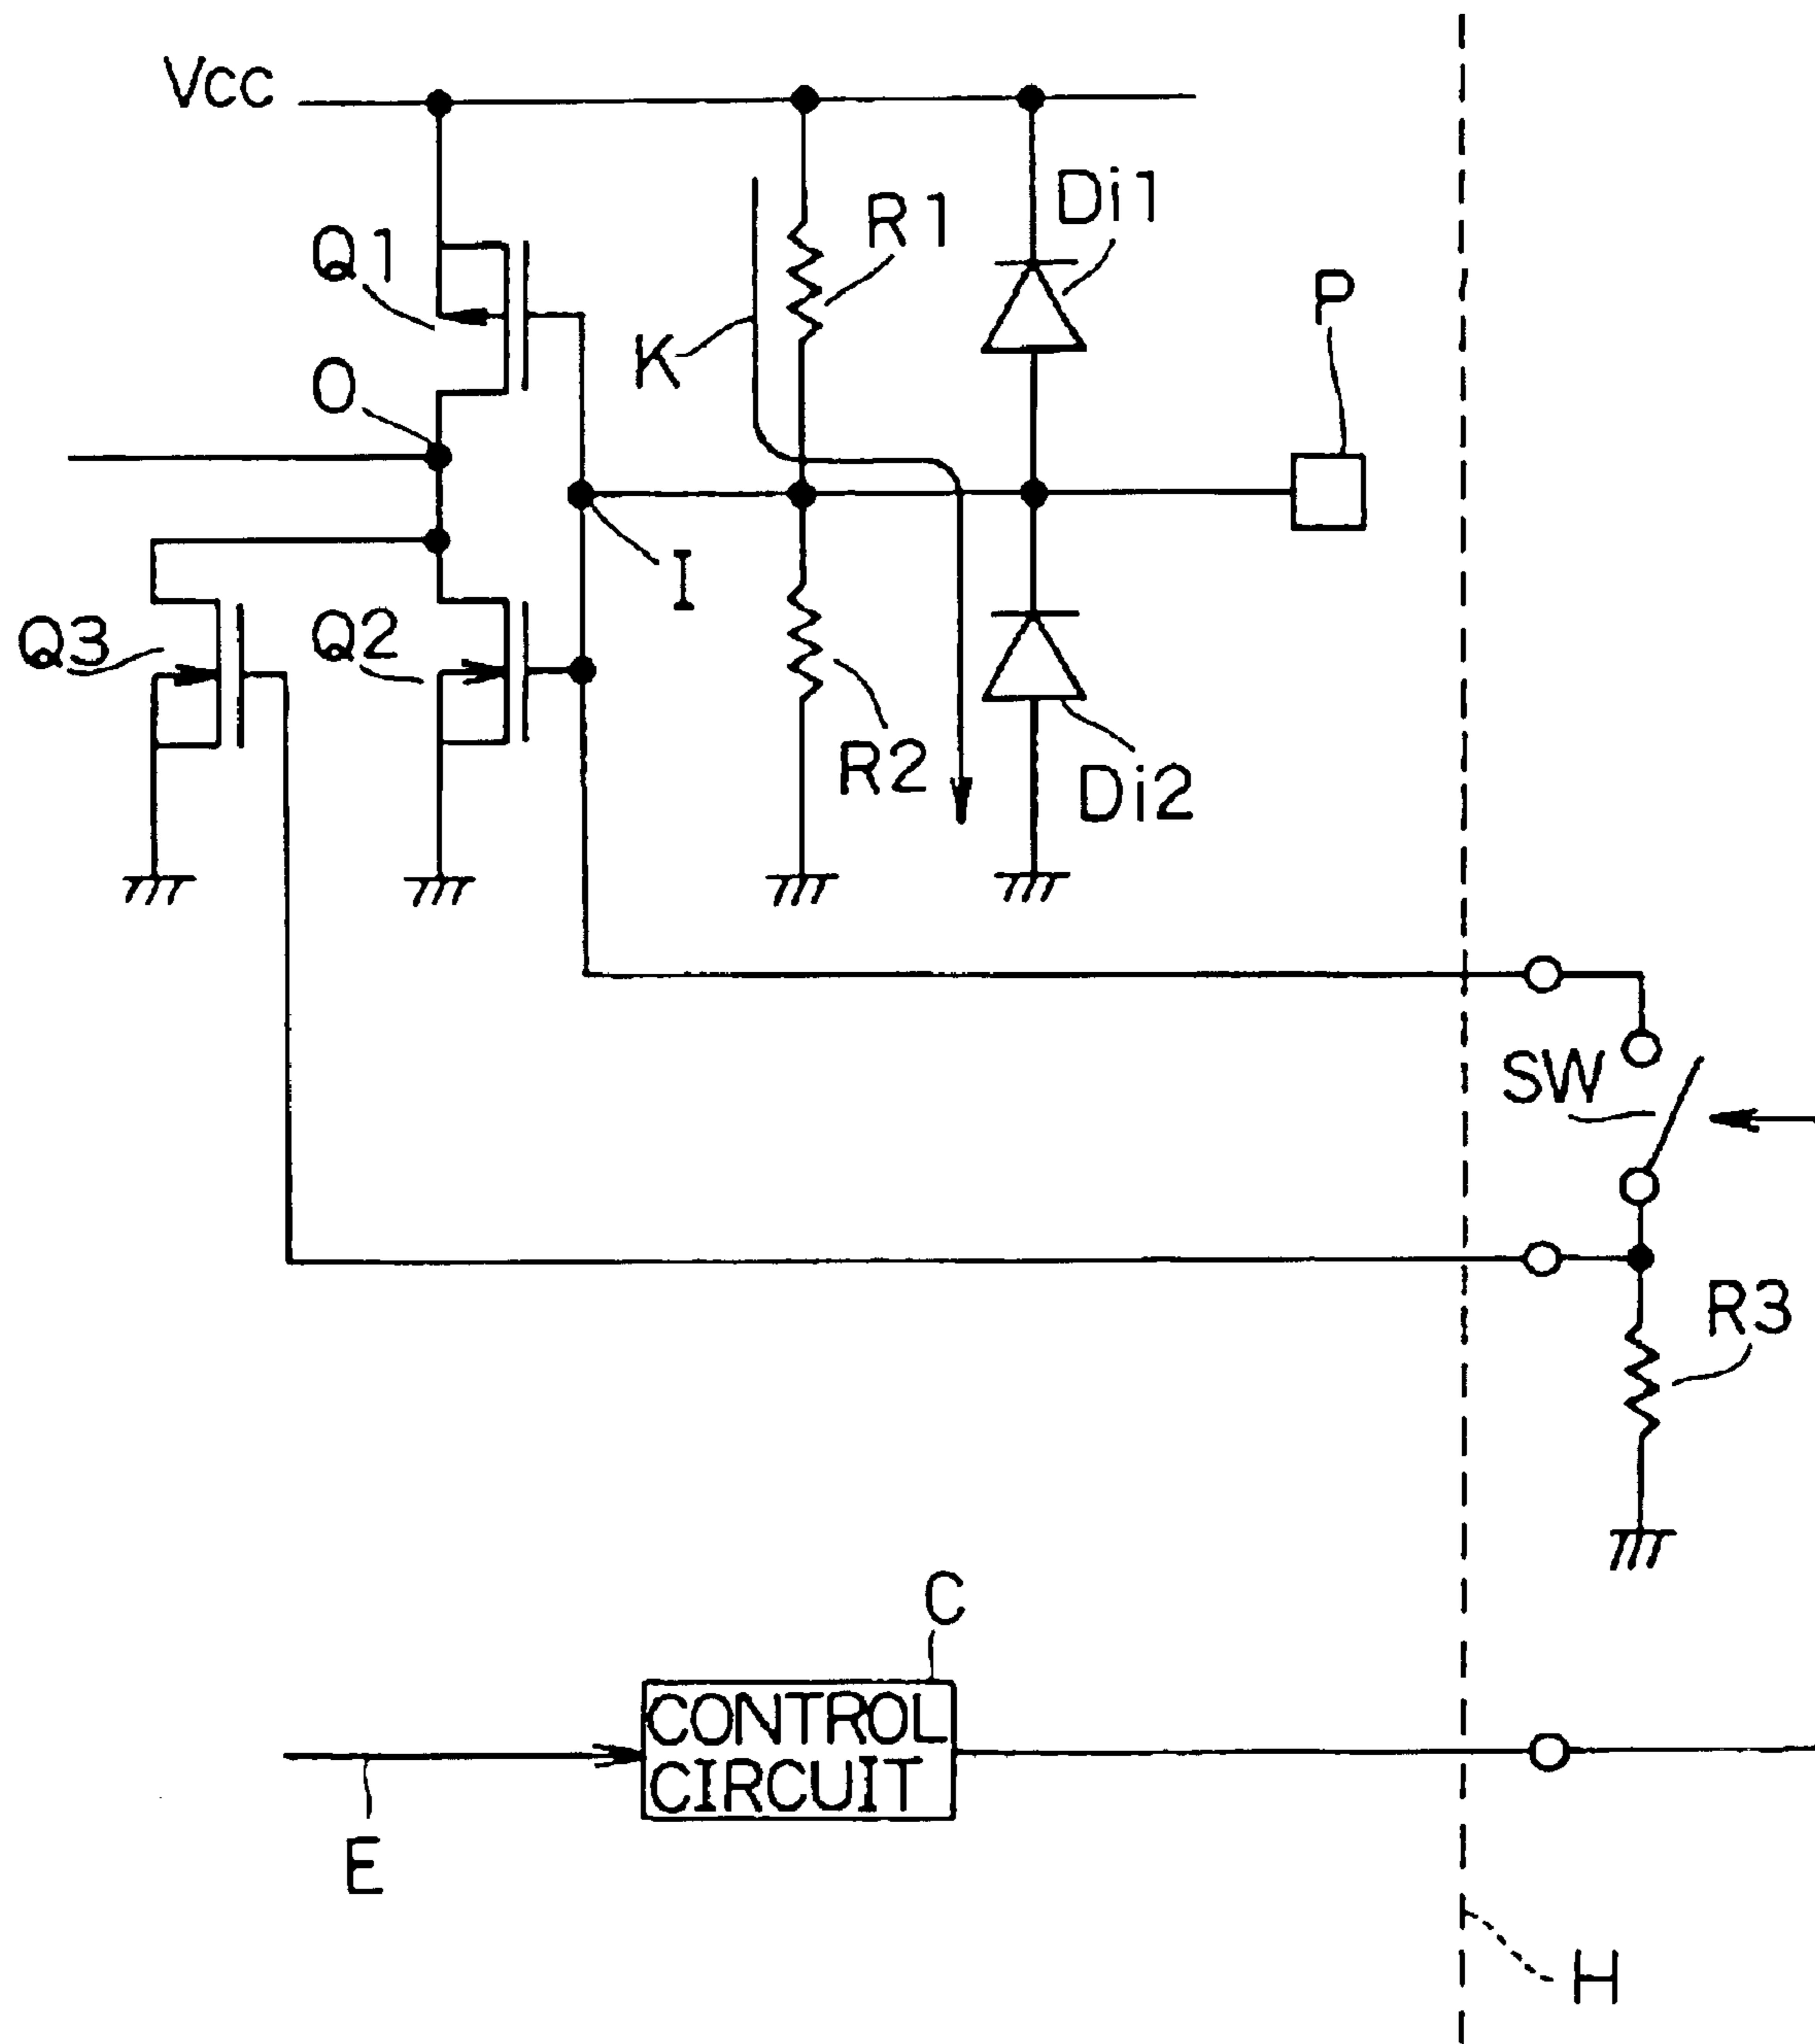 Vcc
Di1
R1
Q1
P
K
O
I
Q3
Q2
R2
Di2
SW
R3
C
CONTROL
CIRCUIT
E
H